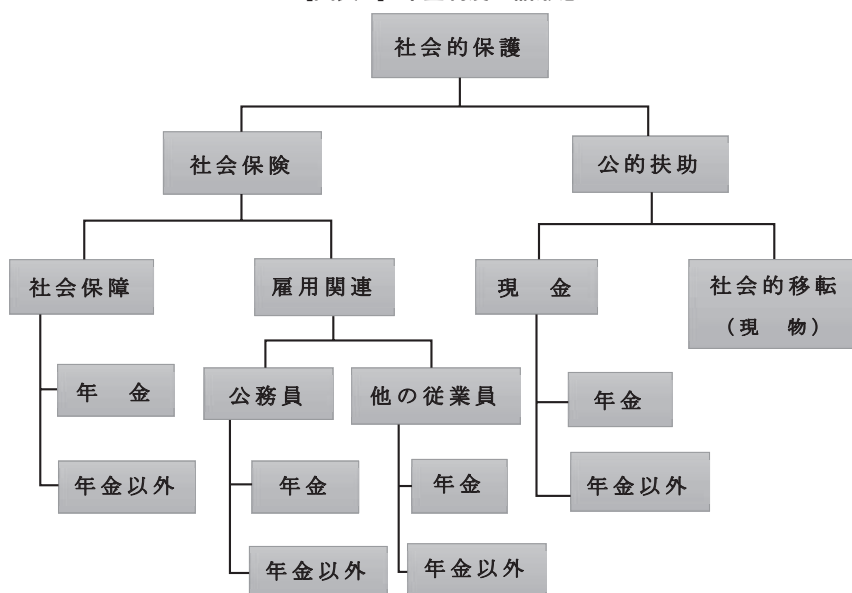 社会的保護
社会保険
公的扶助
社会保障
雇用関連
現　金
社会的移転
（現　物）
年　金
公務員
他の従業員
年金
年金以外
年金
年金
年金以外
年金以外
年金以外